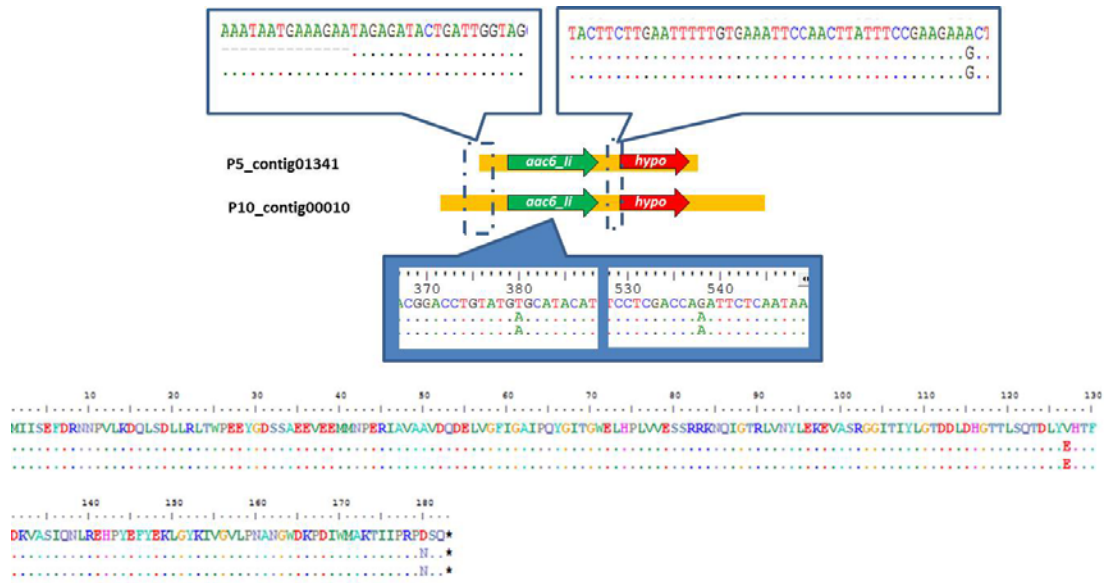 AAATAATGAAAGAATAGAGATACTGATTGGTAG
TACTTCTTGAATTTTTGTGAAATTCCAACTTATTTCCGAAGAAACT
G
G
P5_contig01341
aac6_Ii
hypo
P10_contig00010
aac6_Ii
hypo
370 380
ACGGACCTGTATGTGCATACAT
A
A
530 540
TCCTCGACCAGATTCTCAATAA
A
A
10 20 30 40 50 60 70 80 90 100 110 120 130
MIISEFDRNNPVLKDQLSDLLRLTWPEEYGDSSAEEVEEMMNPERIAVAAVDQDELVGFIGAIPQYGITGWELHPLVVESSRRKNQIGTRLVNYLEKEVASRGGITIYLGTDDLDHGTTLSQTDLYVHTF
E
E
140 150 160 170 180
DKVASIQNLREHPYEFYEKLGYKIVGVLPNANGWDKPDIWMAKTIIPRPDSQ*
N..*
N..*